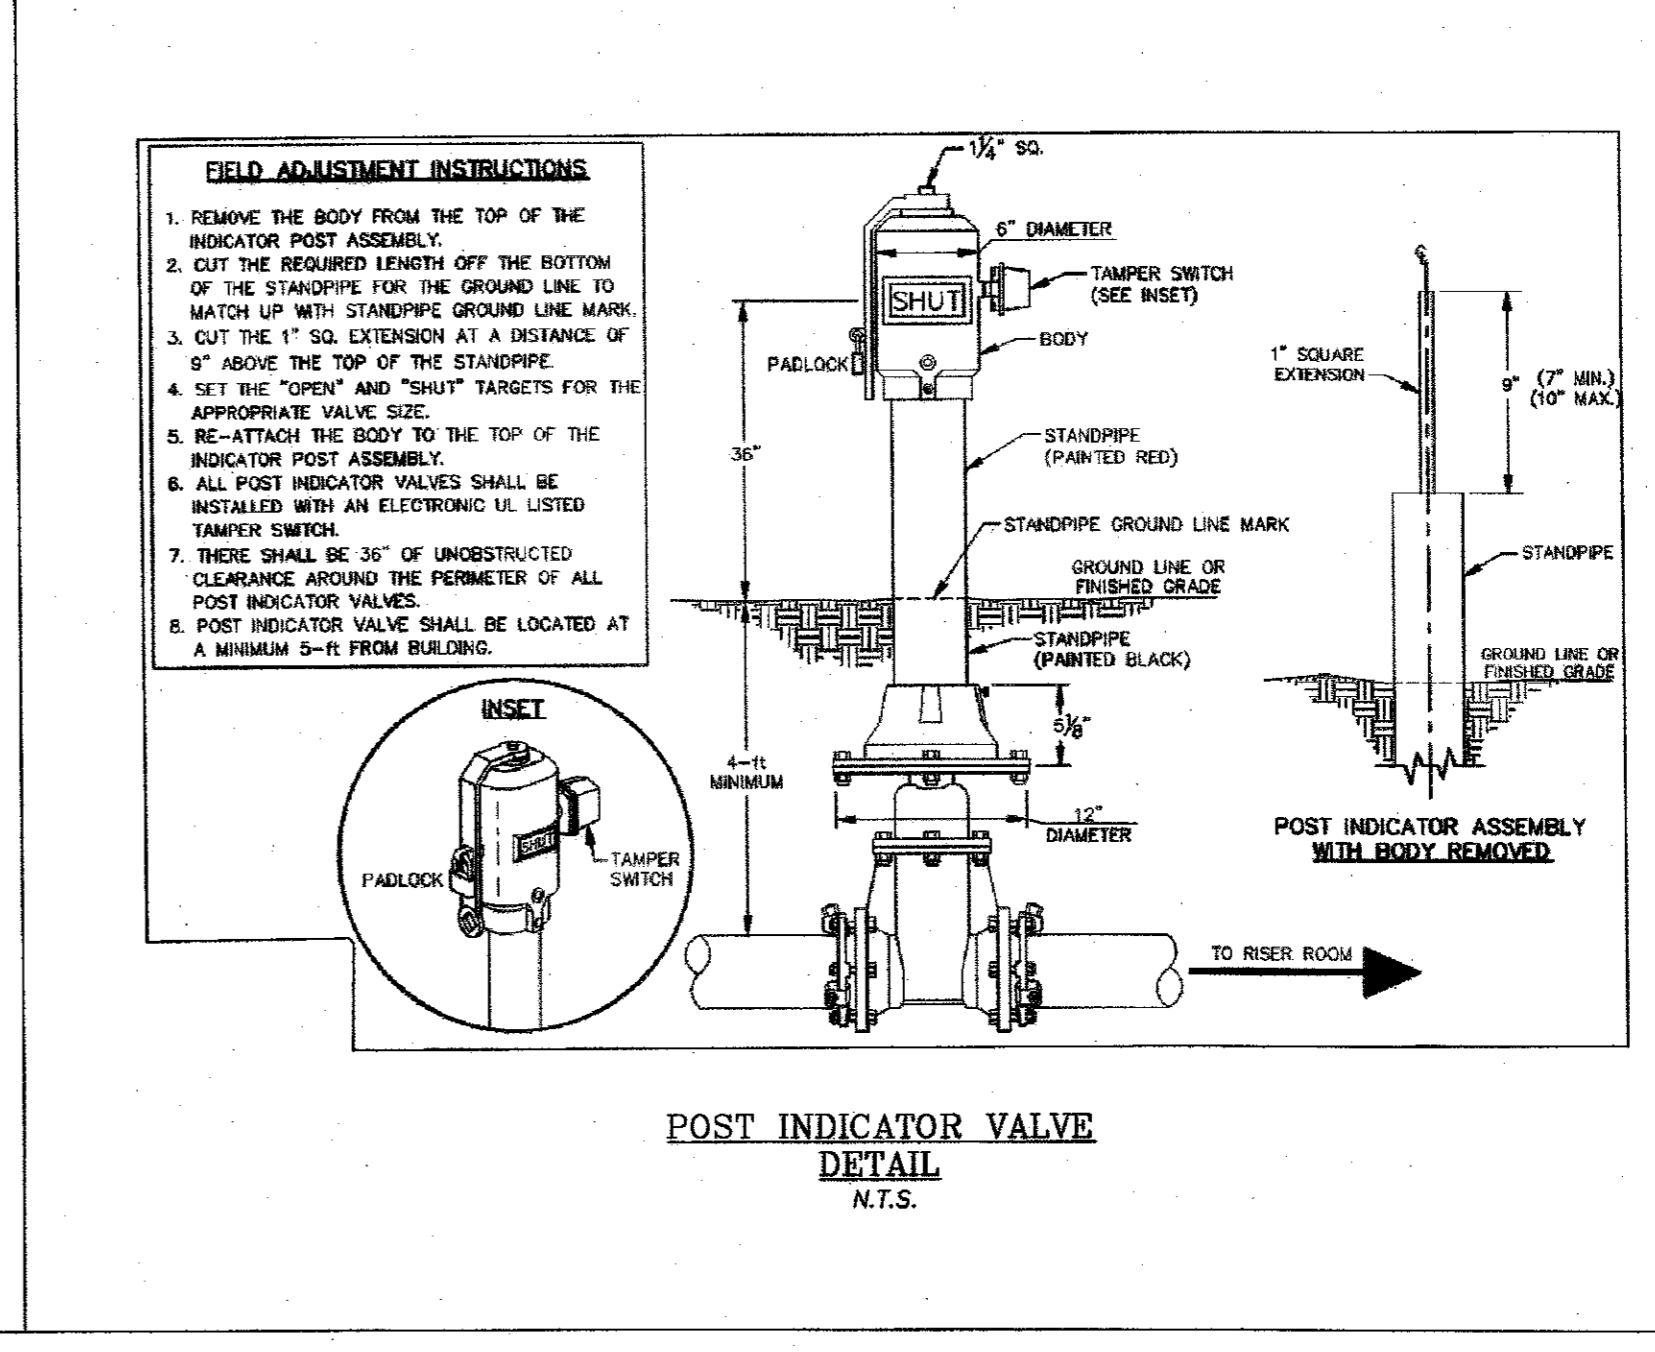 FIELD ADJUSTMENT INSTRUCTIONS
1. REMOVE THE BODY FROM THE TOP OF THE
INDICATOR POST ASSEMBLY.
2. CUT THE REQUIRED LENGTH OFF THE BOTTOM
OF THE STANDPIPE FOR THE GROUND LINE TO
MATCH UP WITH STANDPIPE GROUND LINE MARK.
3. CUT THE 1" SQ. EXTENSION AT A DISTANCE OF
9" ABOVE THE TOP OF THE STANDPIPE.
4. SET THE "OPEN" AND "SHUT" TARGETS FOR THE
APPROPRIATE VALVE SIZE.
5. RE-ATTACH THE BODY TO THE TOP OF THE
INDICATOR POST ASSEMBLY.
6. ALL POST INDICATOR VALVES SHALL BE
INSTALLED WITH AN ELECTRONIC UL LISTED
TAMPER SWITCH.
7. THERE SHALL BE 36" OF UNOBSTRUCTED
CLEARANCE AROUND THE PERIMETER OF ALL
POST INDICATOR VALVES.
8. POST INDICATOR VALVE SHALL BE LOCATED AT
A MINIMUM 5-ft FROM BUILDING.
INSET
SHUT
PADLOCK
TAMPER
SWITCH
1¼" SQ.
6" DIAMETER
TAMPER SWITCH
(SEE INSET)
SHUT
BODY
PADLOCK
36"
STANDPIPE
(PAINTED RED)
STANDPIPE GROUND LINE MARK
GROUND LINE OR
FINISHED GRADE
STANDPIPE
(PAINTED BLACK)
5⅛"
4-ft
MINIMUM
12"
DIAMETER
TO RISER ROOM
℄
1" SQUARE
EXTENSION
9" (7" MIN.)
(10" MAX.)
STANDPIPE
GROUND LINE OR
FINISHED GRADE
POST INDICATOR ASSEMBLY
WITH BODY REMOVED
POST INDICATOR VALVE
DETAIL
N.T.S.